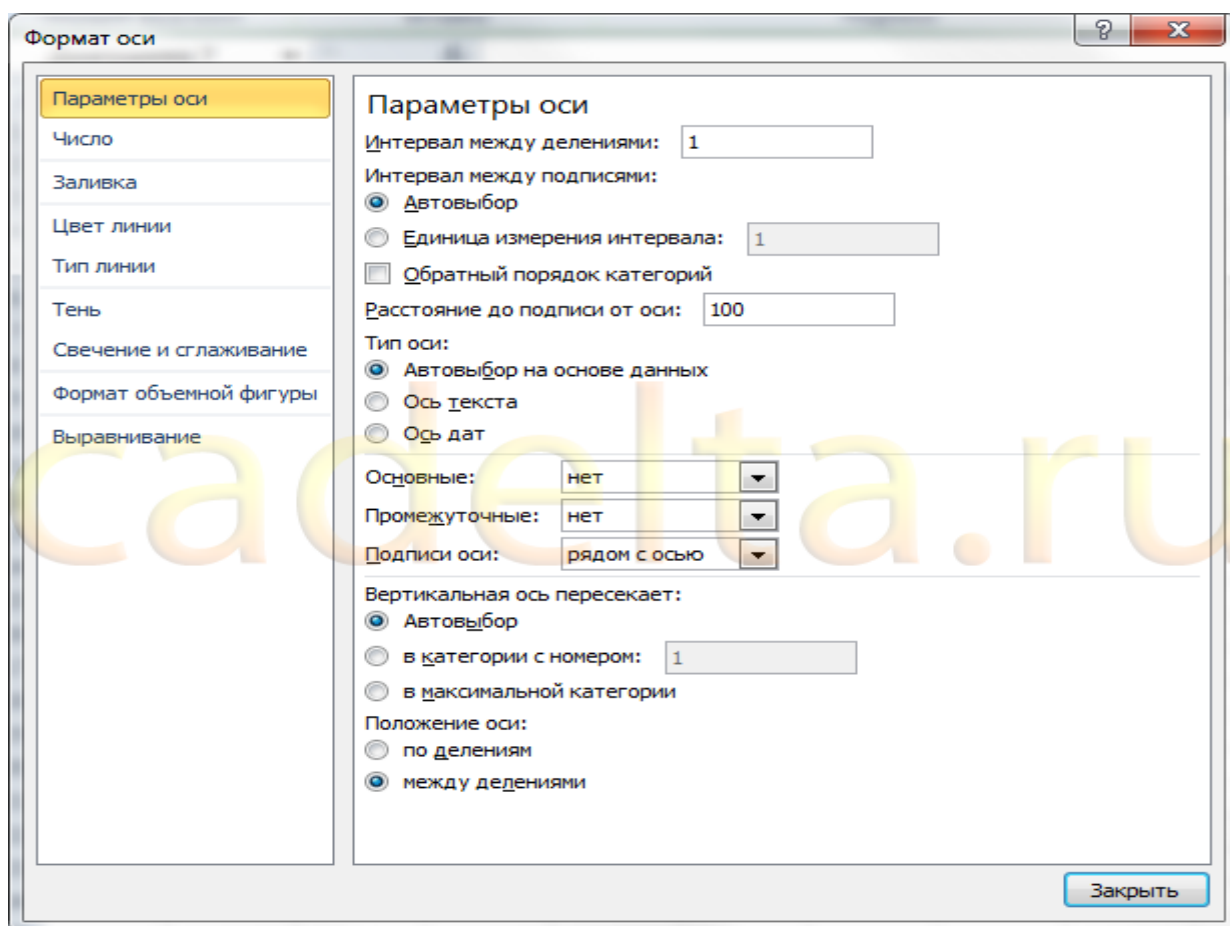 Формат оси
Параметры оси
Число
Заливка
Цвет линии
Тип линии
Тень
Свечение и сглаживание
Формат объемной фигуры
Выравнивание
Параметры оси
Интервал между делениями: 1
Интервал между подписями:
Автовыбор
Единица измерения интервала: 1
Обратный порядок категорий
Расстояние до подписи от оси: 100
Тип оси:
Автовыбор на основе данных
Ось текста
Ось дат
Основные: нет
Промежуточные: нет
Подписи оси: рядом с осью
Вертикальная ось пересекает:
Автовыбор
в категории с номером: 1
в максимальной категории
Положение оси:
по делениям
между делениями
Закрыть
cadelta.ru